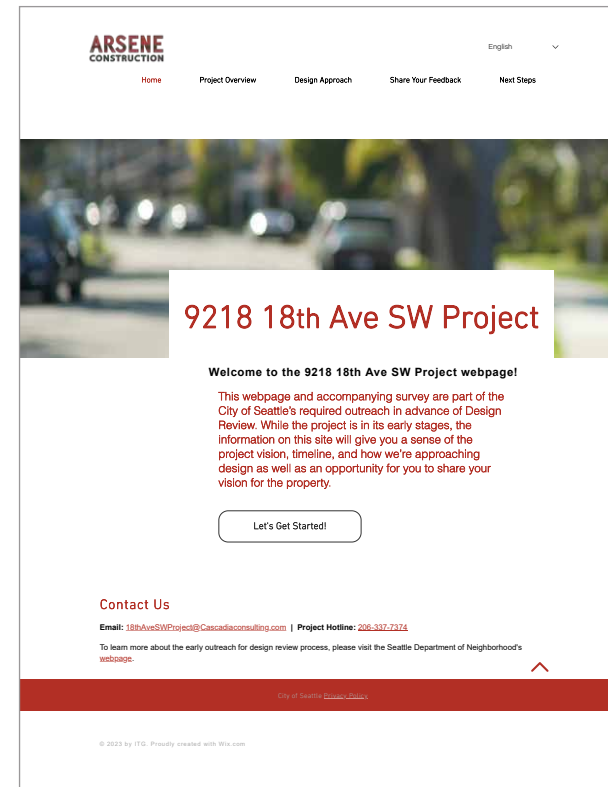 ARSENE
CONSTRUCTION
English
Home Project Overview Design Approach Share Your Feedback Next Steps
9218 18th Ave SW Project
Welcome to the 9218 18th Ave SW Project webpage!
This webpage and accompanying survey are part of the
City of Seattle's required outreach in advance of Design
Review. While the project is in its early stages, the
information on this site will give you a sense of the
project vision, timeline, and how we're approaching
design as well as an opportunity for you to share your
vision for the property.
Let's Get Started!
Contact Us
Email: 18thAveSWProject@Cascadiaconsulting.com | Project Hotline: 206-337-7374
To learn more about the early outreach for design review process, please visit the Seattle Department of Neighborhood's
webpage.
City of Seattle Privacy Policy
© 2023 by ITG. Proudly created with Wix.com